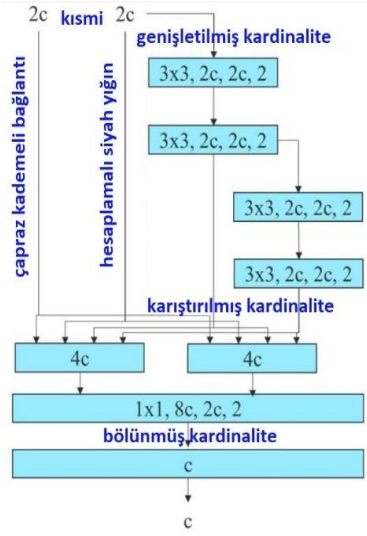 2c kısmi 2c
genişletilmiş kardinalite
3x3, 2c, 2c, 2
3x3, 2c, 2c, 2
çapraz kademeli bağlantı
hesaplamalı siyah yığın
3x3, 2c, 2c, 2
3x3, 2c, 2c, 2
karıştırılmış kardinalite
4c 4c
1x1, 8c, 2c, 2
bölünmüş kardinalite
c
c